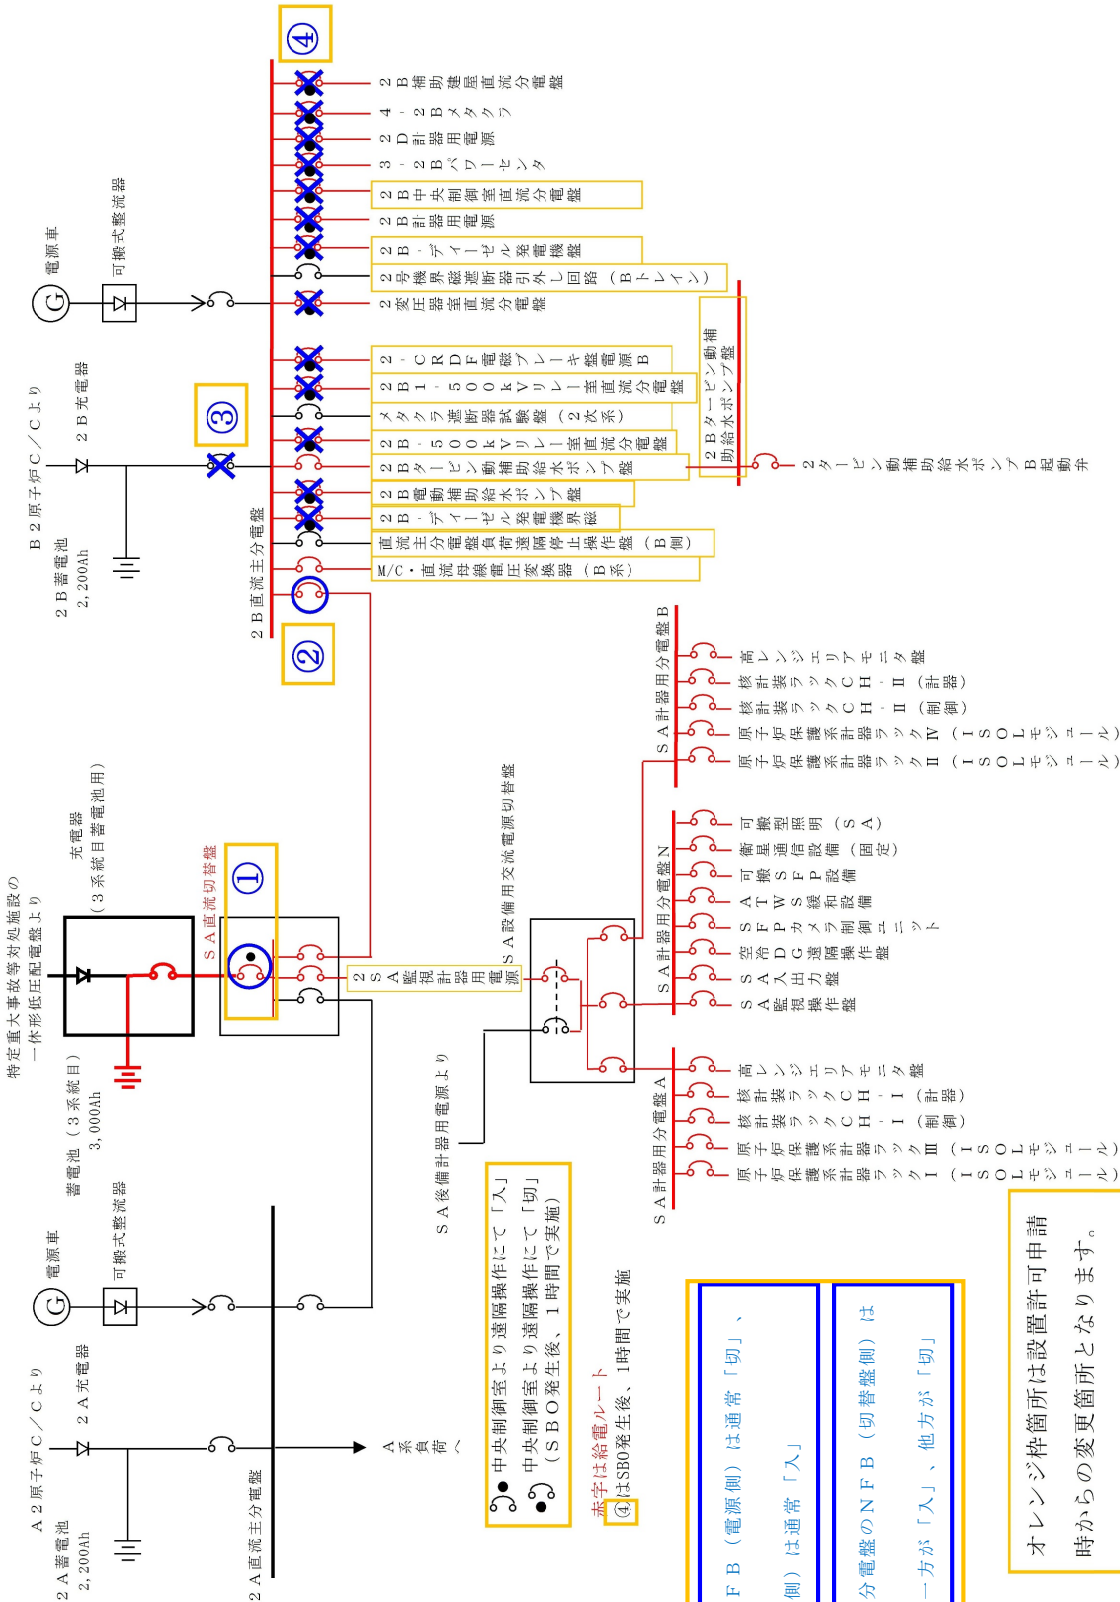 A2原子炉C/Cより
2A蓄電池
2,200Ah
2A充電器
電源車
G
可搬式整流器
2A直流主分電盤
A系負荷へ
特定重大事故等対処施設の
一体形低圧配電盤より
蓄電池（3系統目）
3,000Ah
充電器
（3系統目蓄電池用）
SA直流切替盤
①
2SA監視計器用電源
SA後備計器用電源より
SA設備用交流電源切替盤
B2原子炉C/Cより
2B蓄電池
2,200Ah
2B充電器
③
電源車
G
可搬式整流器
④
2B直流主分電盤
②
M/C・直流母線電圧変換器（B系）
直流主分電盤負荷遠隔停止操作盤（B側）
2B-ディーゼル発電機界磁
2B電動補助給水ポンプ盤
2Bタービン動補助給水ポンプ盤
2B-500kVリレー室直流分電盤
メタクラ遮断器試験盤（2次系）
2B1-500kVリレー室直流分電盤
2-CRDF電磁ブレーキ盤電源B
2変圧器室直流分電盤
2号機界磁遮断器引外し回路（Bトレイン）
2B-ディーゼル発電機盤
2B計器用電源
2B中央制御室直流分電盤
3-2Bパワーセンタ
2D計器用電源
4-2Bメタクラ
2B補助建屋直流分電盤
2Bタービン動補
助給水ポンプ盤
2タービン動補助給水ポンプB起動弁
SA計器用分電盤A
原子炉保護系計器ラックⅠ（ISOLモジュール）
原子炉保護系計器ラックⅢ（ISOLモジュール）
核計装ラックCH-Ⅰ（制御）
核計装ラックCH-Ⅰ（計器）
高レンジエリアモニタ盤
SA計器用分電盤N
SA監視操作盤
SA入出力盤
空冷DG遠隔操作盤
SFPカメラ制御ユニット
ATWS緩和設備
可搬SFP設備
衛星通信設備（固定）
可搬型照明（SA）
SA計器用分電盤B
原子炉保護系計器ラックⅡ（ISOLモジュール）
原子炉保護系計器ラックⅣ（ISOLモジュール）
核計装ラックCH-Ⅱ（制御）
核計装ラックCH-Ⅱ（計器）
高レンジエリアモニタ盤
中央制御室より遠隔操作にて「入」
中央制御室より遠隔操作にて「切」
（SBO発生後、1時間で実施）
赤字は給電ルート
④はSBO発生後、1時間で実施
FB（電源側）は通常「切」、
側）は通常「入」
分電盤のNFB（切替盤側）は
一方が「入」、他方が「切」
オレンジ枠箇所は設置許可申請
時からの変更箇所となります。